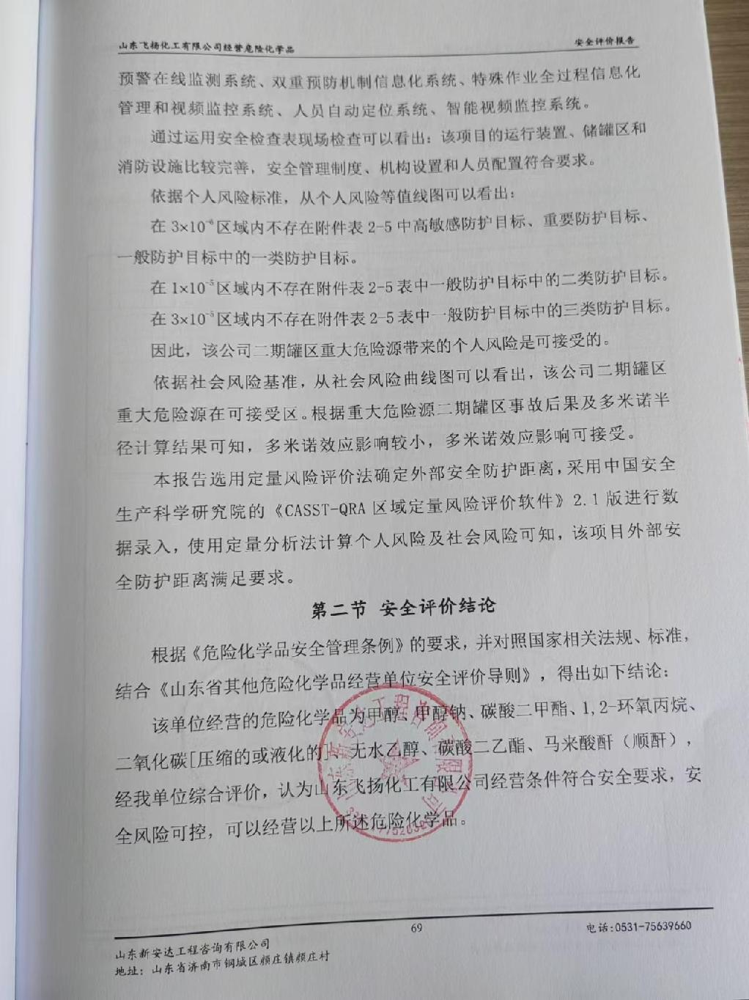 山东飞扬化工有限公司经营危险化学品
安全评价报告
预警在线监测系统、双重预防机制信息化系统、特殊作业全过程信息化
管理和视频监控系统、人员自动定位系统、智能视频监控系统。
通过运用安全检查表现场检查可以看出：该项目的运行装置、储罐区和
消防设施比较完善，安全管理制度、机构设置和人员配置符合要求。
依据个人风险标准，从个人风险等值线图可以看出：
在 3×10⁻⁶区域内不存在附件表 2-5 中高敏感防护目标、重要防护目标、
一般防护目标中的一类防护目标。
在 1×10⁻⁵区域内不存在附件表 2-5 表中一般防护目标中的二类防护目标。
在 3×10⁻⁵区域内不存在附件表 2-5 表中一般防护目标中的三类防护目标。
因此，该公司二期罐区重大危险源带来的个人风险是可接受的。
依据社会风险基准，从社会风险曲线图可以看出，该公司二期罐区
重大危险源在可接受区。根据重大危险源二期罐区事故后果及多米诺半
径计算结果可知，多米诺效应影响较小，多米诺效应影响可接受。
本报告选用定量风险评价法确定外部安全防护距离，采用中国安全
生产科学研究院的《CASST-QRA 区域定量风险评价软件》2.1 版进行数
据录入，使用定量分析法计算个人风险及社会风险可知，该项目外部安
全防护距离满足要求。
第二节 安全评价结论
根据《危险化学品安全管理条例》的要求，并对照国家相关法规、标准，
结合《山东省其他危险化学品经营单位安全评价导则》，得出如下结论：
该单位经营的危险化学品为甲醇、甲醇钠、碳酸二甲酯、1,2-环氧丙烷、
二氧化碳[压缩的或液化的]、无水乙醇、碳酸二乙酯、马来酸酐（顺酐），
经我单位综合评价，认为山东飞扬化工有限公司经营条件符合安全要求，安
全风险可控，可以经营以上所述危险化学品。
山东新安达工程咨询有限公司
69
电话:0531-75639660
山东新安达工程咨询有限公司
地址：山东省济南市钢城区颜庄镇颜庄村